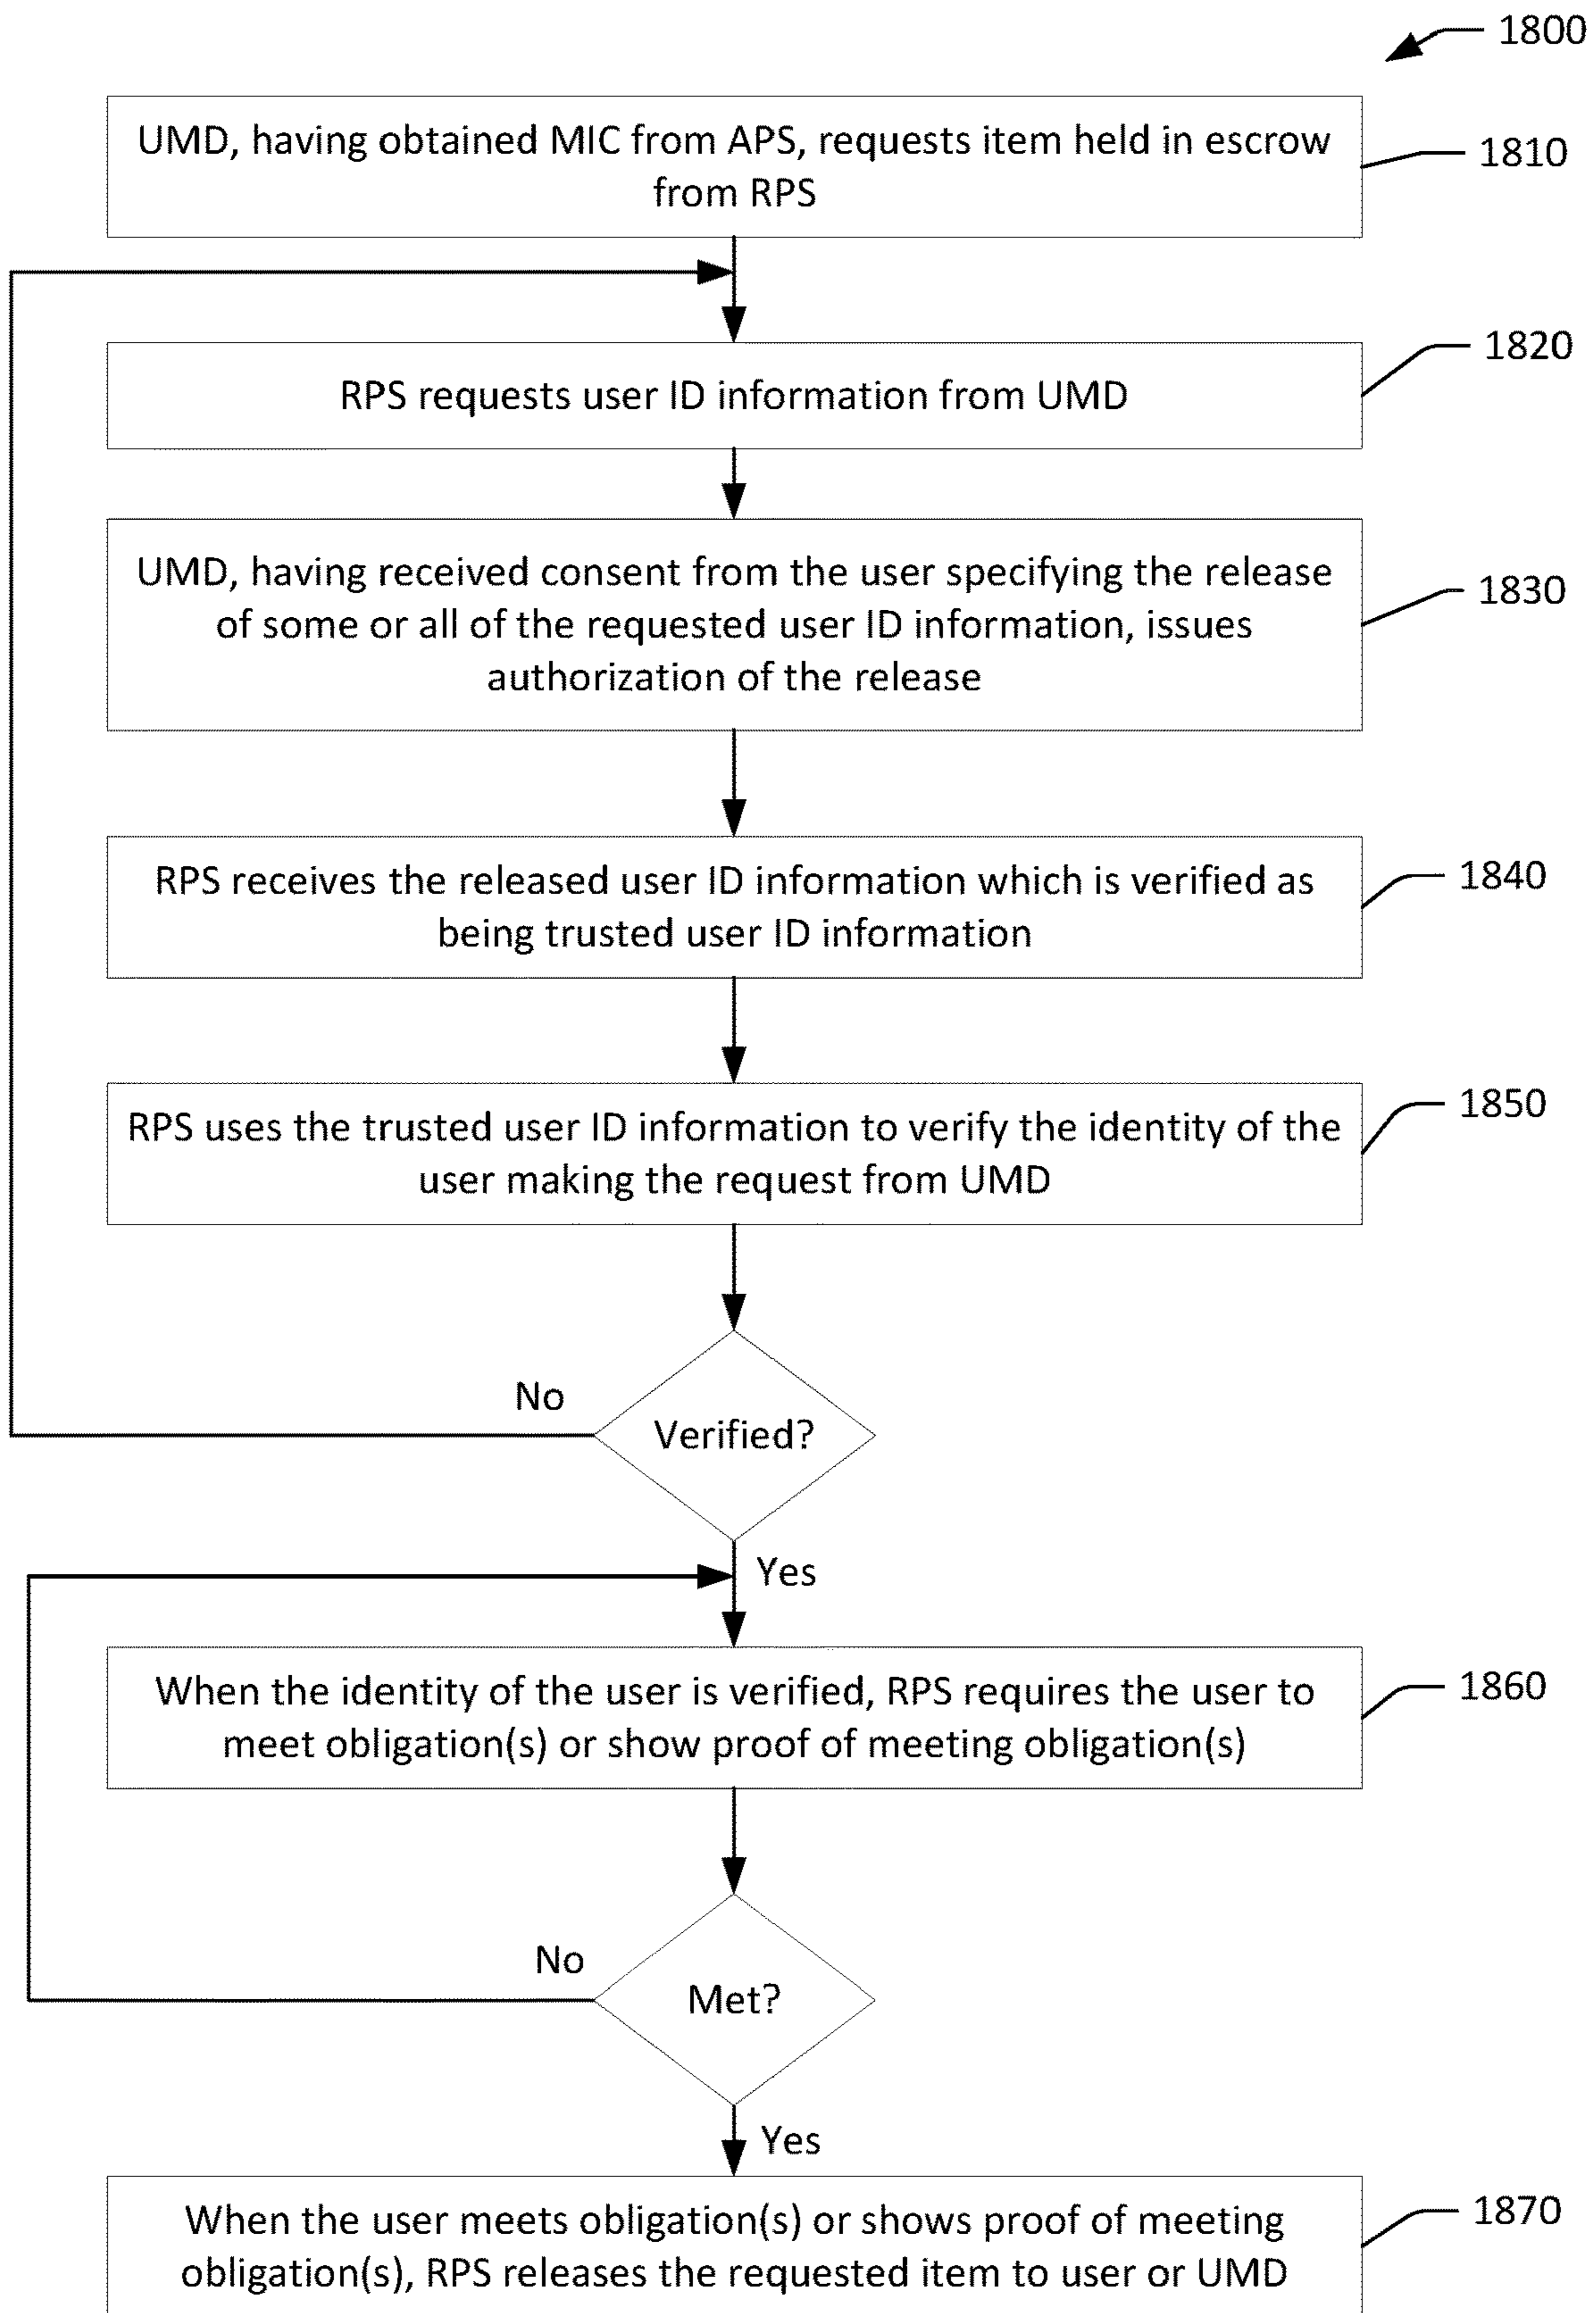 1800
UMD, having obtained MIC from APS, requests item held in escrow
from RPS
1810
RPS requests user ID information from UMD
1820
UMD, having received consent from the user specifying the release
of some or all of the requested user ID information, issues
authorization of the release
1830
RPS receives the released user ID information which is verified as
being trusted user ID information
1840
RPS uses the trusted user ID information to verify the identity of the
user making the request from UMD
1850
No
Verified?
Yes
When the identity of the user is verified, RPS requires the user to
meet obligation(s) or show proof of meeting obligation(s)
1860
No
Met?
Yes
When the user meets obligation(s) or shows proof of meeting
obligation(s), RPS releases the requested item to user or UMD
1870